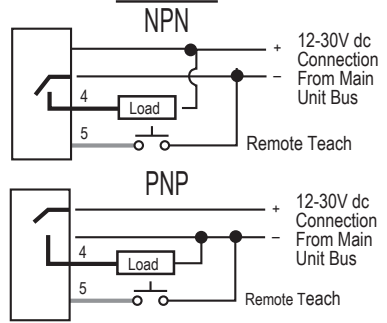 NPN
+
12-30V dc
Connection
– From Main
Unit Bus
4
Load
5
Remote Teach
PNP
+
12-30V dc
Connection
– From Main
Unit Bus
4
Load
5
Remote Teach